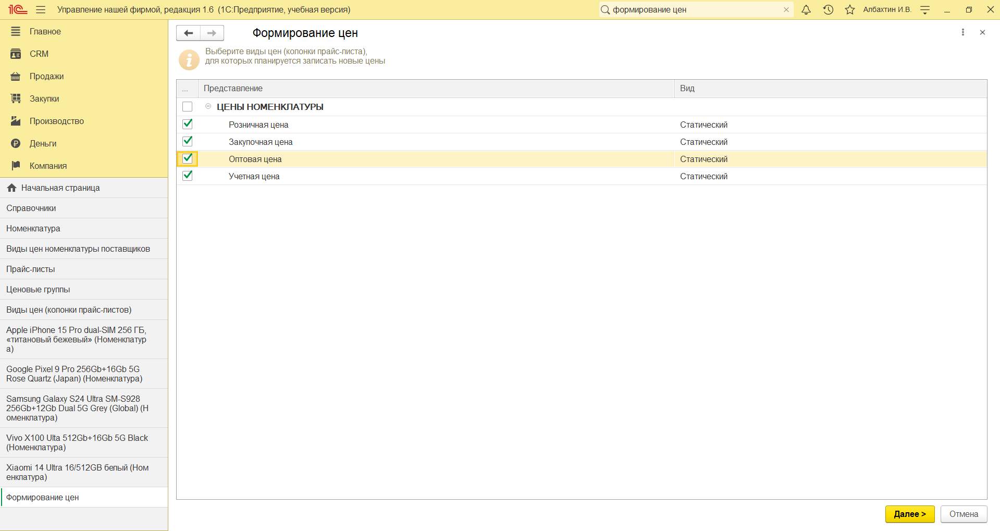 1С Управление нашей фирмой, редакция 1.6 (1С:Предприятие, учебная версия)
формирование цен
Албахтин И.В.
Главное
CRM
Продажи
Закупки
Производство
Деньги
Компания
Начальная страница
Справочники
Номенклатура
Виды цен номенклатуры поставщиков
Прайс-листы
Ценовые группы
Виды цен (колонки прайс-листов)
Apple iPhone 15 Pro dual-SIM 256 ГБ,
«титановый бежевый» (Номенклатур
а)
Google Pixel 9 Pro 256Gb+16Gb 5G
Rose Quartz (Japan) (Номенклатура)
Samsung Galaxy S24 Ultra SM-S928
256Gb+12Gb Dual 5G Grey (Global) (Н
оменклатура)
Vivo X100 Ulta 512Gb+16Gb 5G Black
(Номенклатура)
Xiaomi 14 Ultra 16/512GB белый (Ном
енклатура)
Формирование цен
Формирование цен
Выберите виды цен (колонки прайс-листа),
для которых планируется записать новые цены
... Представление Вид
ЦЕНЫ НОМЕНКЛАТУРЫ
Розничная цена Статический
Закупочная цена Статический
Оптовая цена Статический
Учетная цена Статический
Далее > Отмена